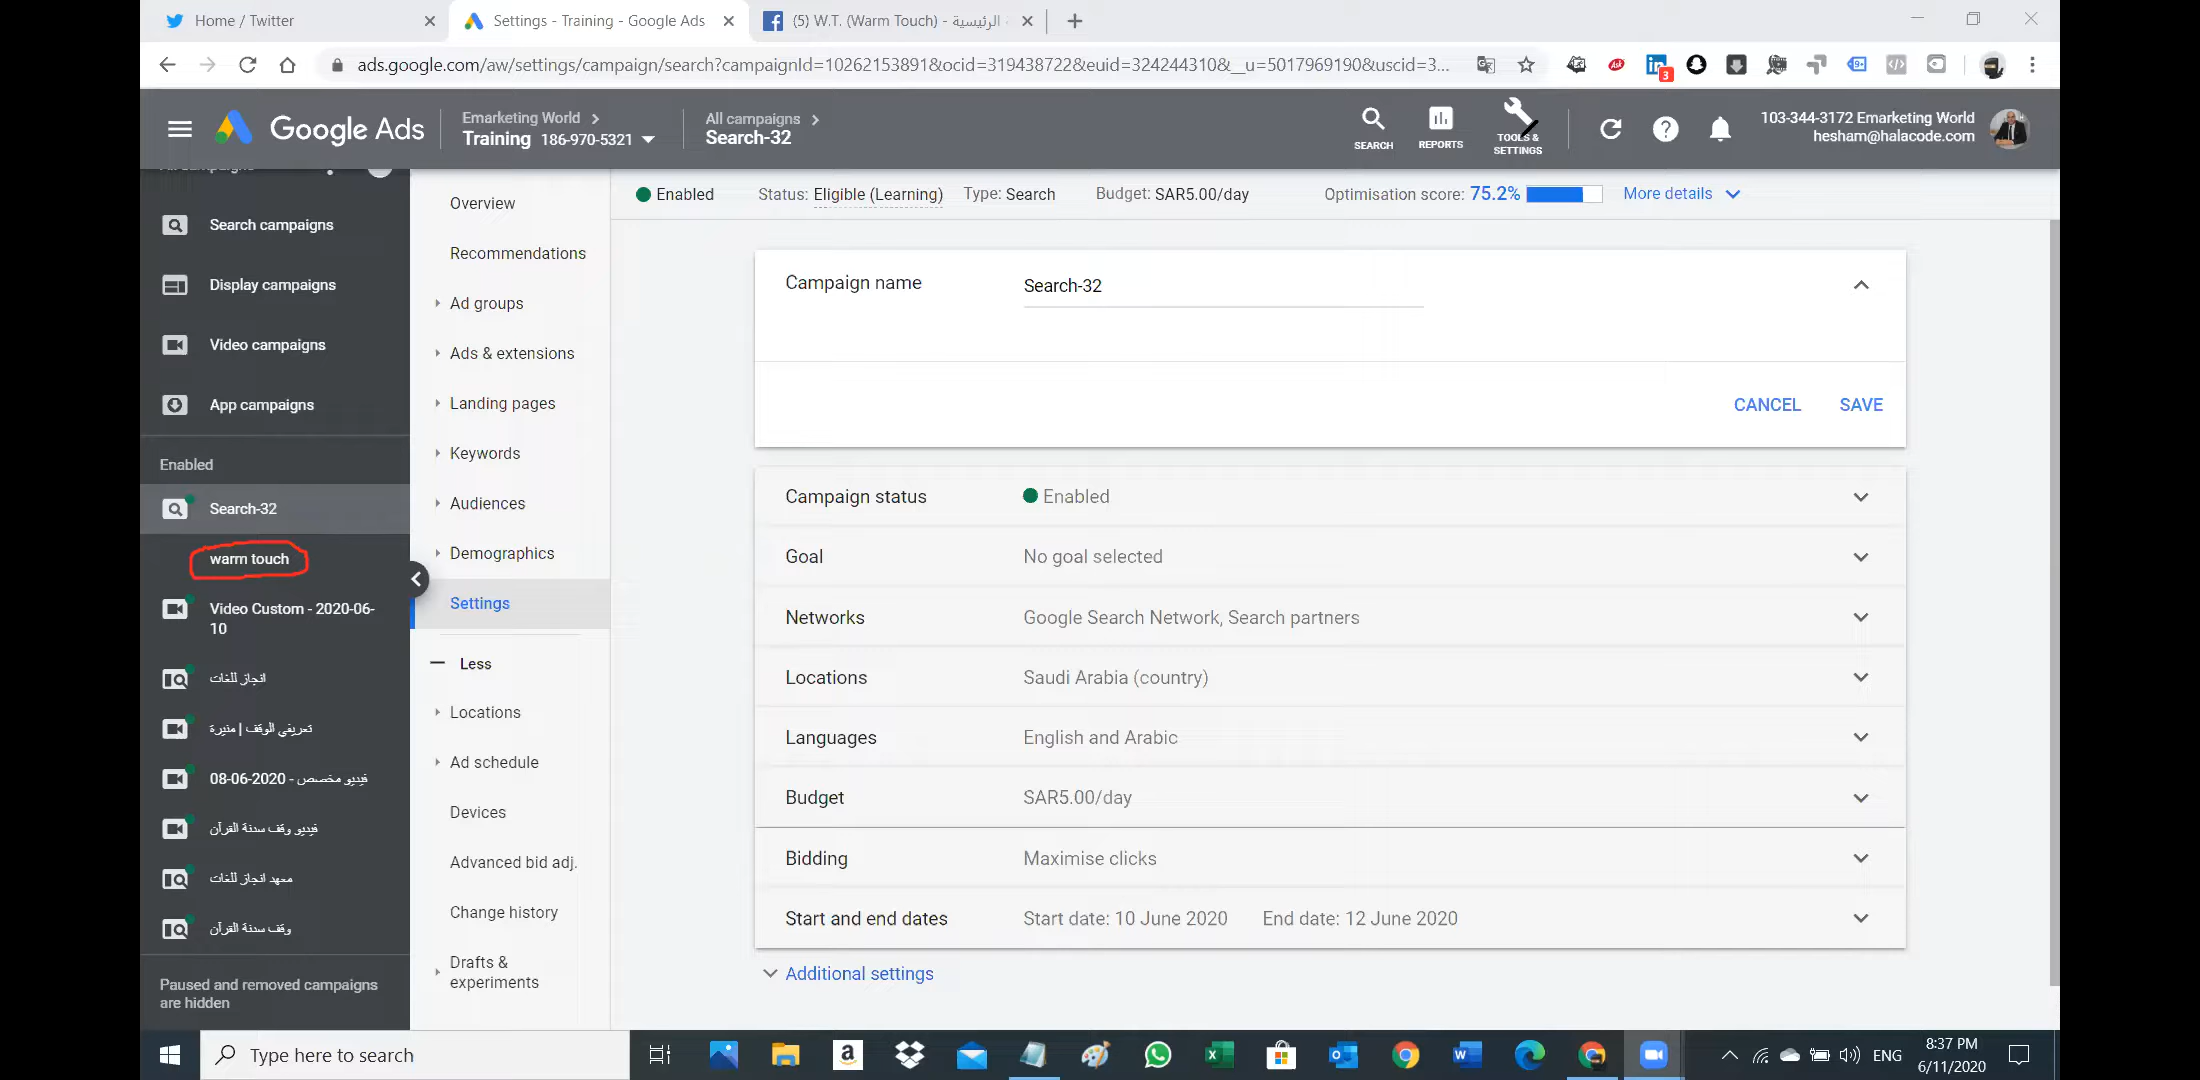 Home / Twitter
Settings - Training - Google Ads
(5) W.T. (Warm Touch) - الرئيسية
ads.google.com/aw/settings/campaign/search?campaignId=10262153891&ocid=319438722&euid=324244310&__u=5017969190&uscid=3...
Google Ads
Emarketing World
Training 186-970-5321
All campaigns
Search-32
SEARCH
REPORTS
TOOLS &
SETTINGS
103-344-3172 Emarketing World
hesham@halacode.com
Search campaigns
Display campaigns
Video campaigns
App campaigns
Enabled
Search-32
warm touch
Video Custom - 2020-06-
10
انجاز للغات
تعريفي الوقف | منيرة
فيديو مخصص - 2020-06-08
فيديو وقف سدنة القرآن
معهد انجاز للغات
وقف سدنة القرآن
Paused and removed campaigns
are hidden
Overview
Recommendations
Ad groups
Ads & extensions
Landing pages
Keywords
Audiences
Demographics
Settings
Less
Locations
Ad schedule
Devices
Advanced bid adj.
Change history
Drafts &
experiments
Enabled
Status: Eligible (Learning)
Type: Search
Budget: SAR5.00/day
Optimisation score: 75.2%
More details
Campaign name
Search-32
CANCEL
SAVE
Campaign status
Enabled
Goal
No goal selected
Networks
Google Search Network, Search partners
Locations
Saudi Arabia (country)
Languages
English and Arabic
Budget
SAR5.00/day
Bidding
Maximise clicks
Start and end dates
Start date: 10 June 2020
End date: 12 June 2020
Additional settings
Type here to search
ENG
8:37 PM
6/11/2020